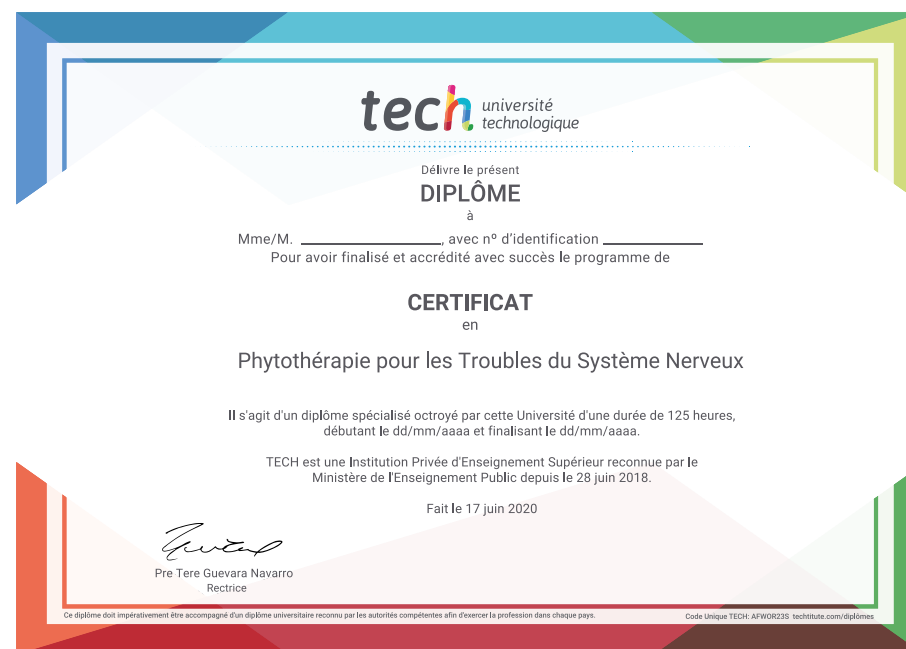 tech université
technologique
Délivre le présent
DIPLÔME
à
Mme/M. ____________________, avec nº d'identification ______________
Pour avoir finalisé et accrédité avec succès le programme de
CERTIFICAT
en
Phytothérapie pour les Troubles du Système Nerveux
Il s'agit d'un diplôme spécialisé octroyé par cette Université d'une durée de 125 heures,
débutant le dd/mm/aaaa et finalisant le dd/mm/aaaa.
TECH est une Institution Privée d'Enseignement Supérieur reconnue par le
Ministère de l'Enseignement Public depuis le 28 juin 2018.
Fait le 17 juin 2020
Pre Tere Guevara Navarro
Rectrice
Ce diplôme doit impérativement être accompagné d'un diplôme universitaire reconnu par les autorités compétentes afin d'exercer la profession dans chaque pays.
Code Unique TECH: AFWOR23S techtitute.com/diplômes